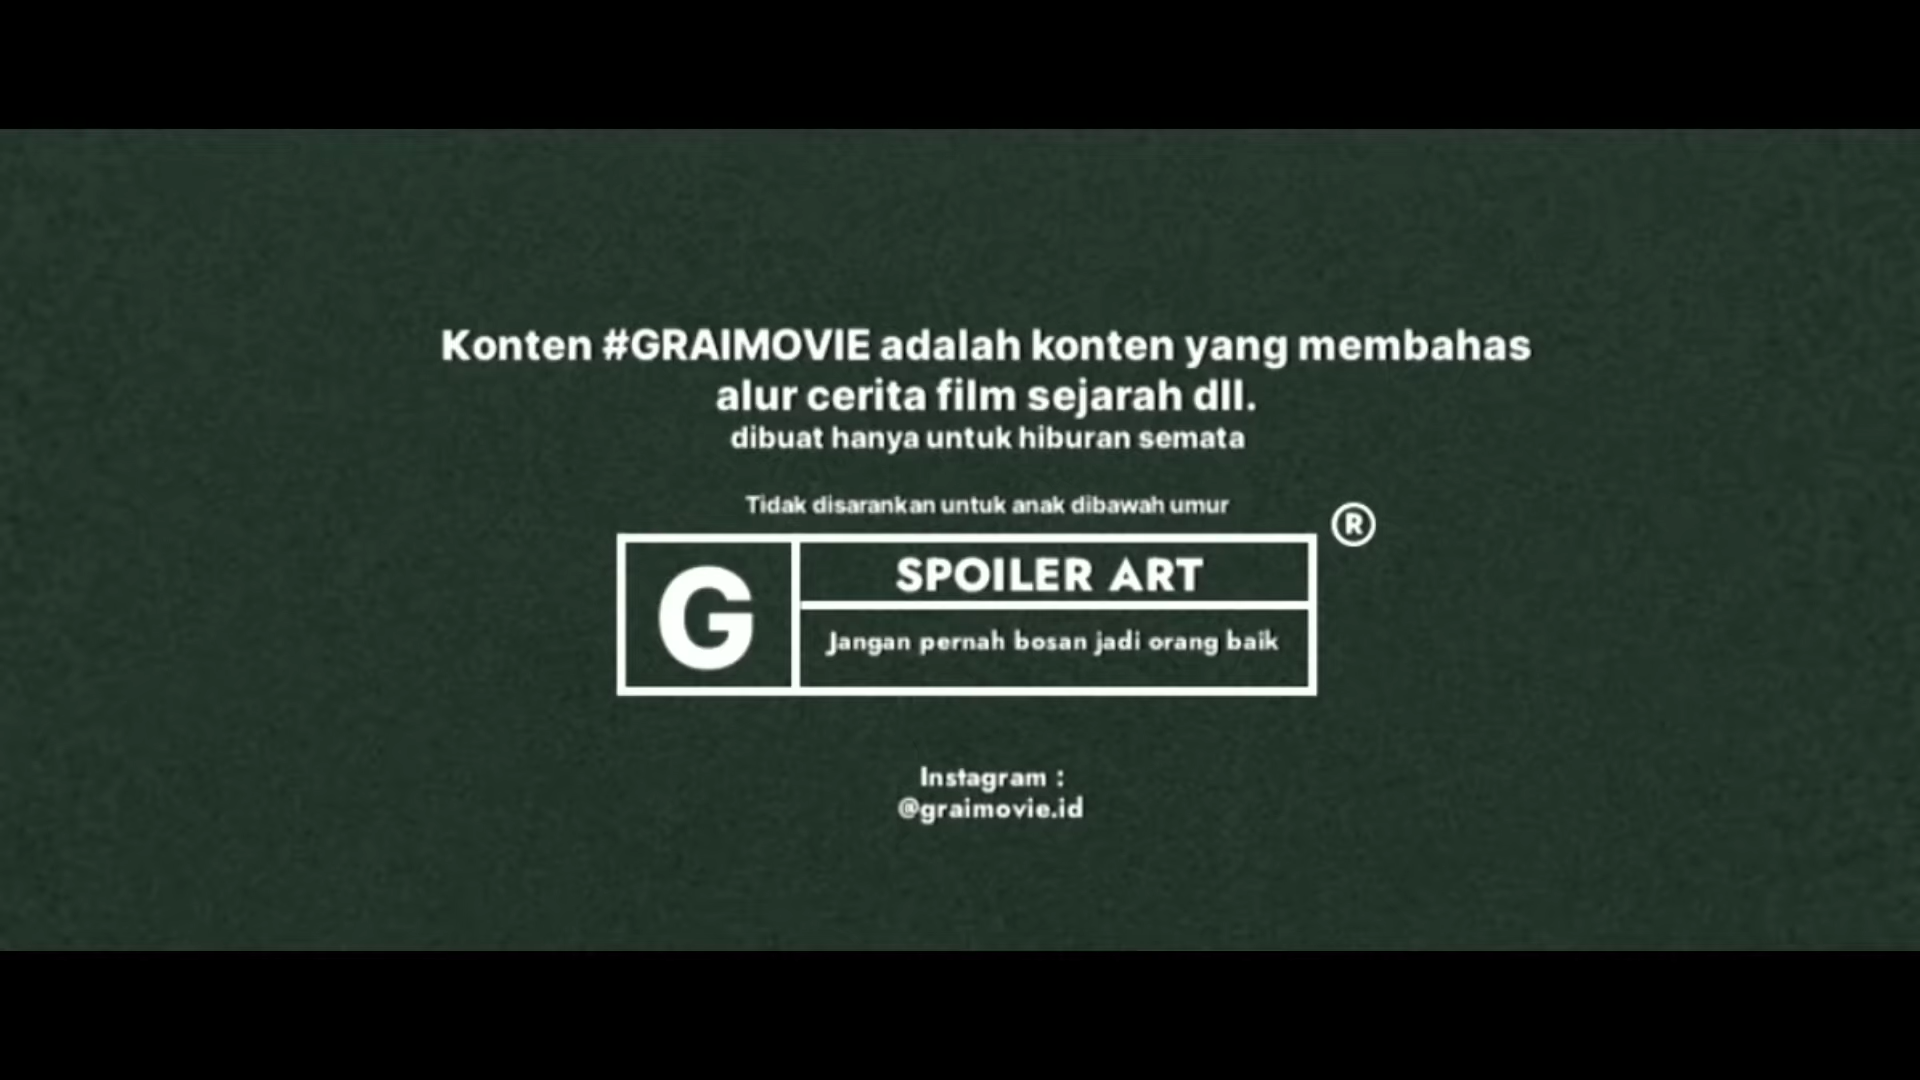 Konten #GRAIMOVIE adalah konten yang membahas
alur cerita film sejarah dll.
dibuat hanya untuk hiburan semata
Tidak disarankan untuk anak dibawah umur
®
G
SPOILER ART
Jangan pernah bosan jadi orang baik
Instagram :
@graimovie.id